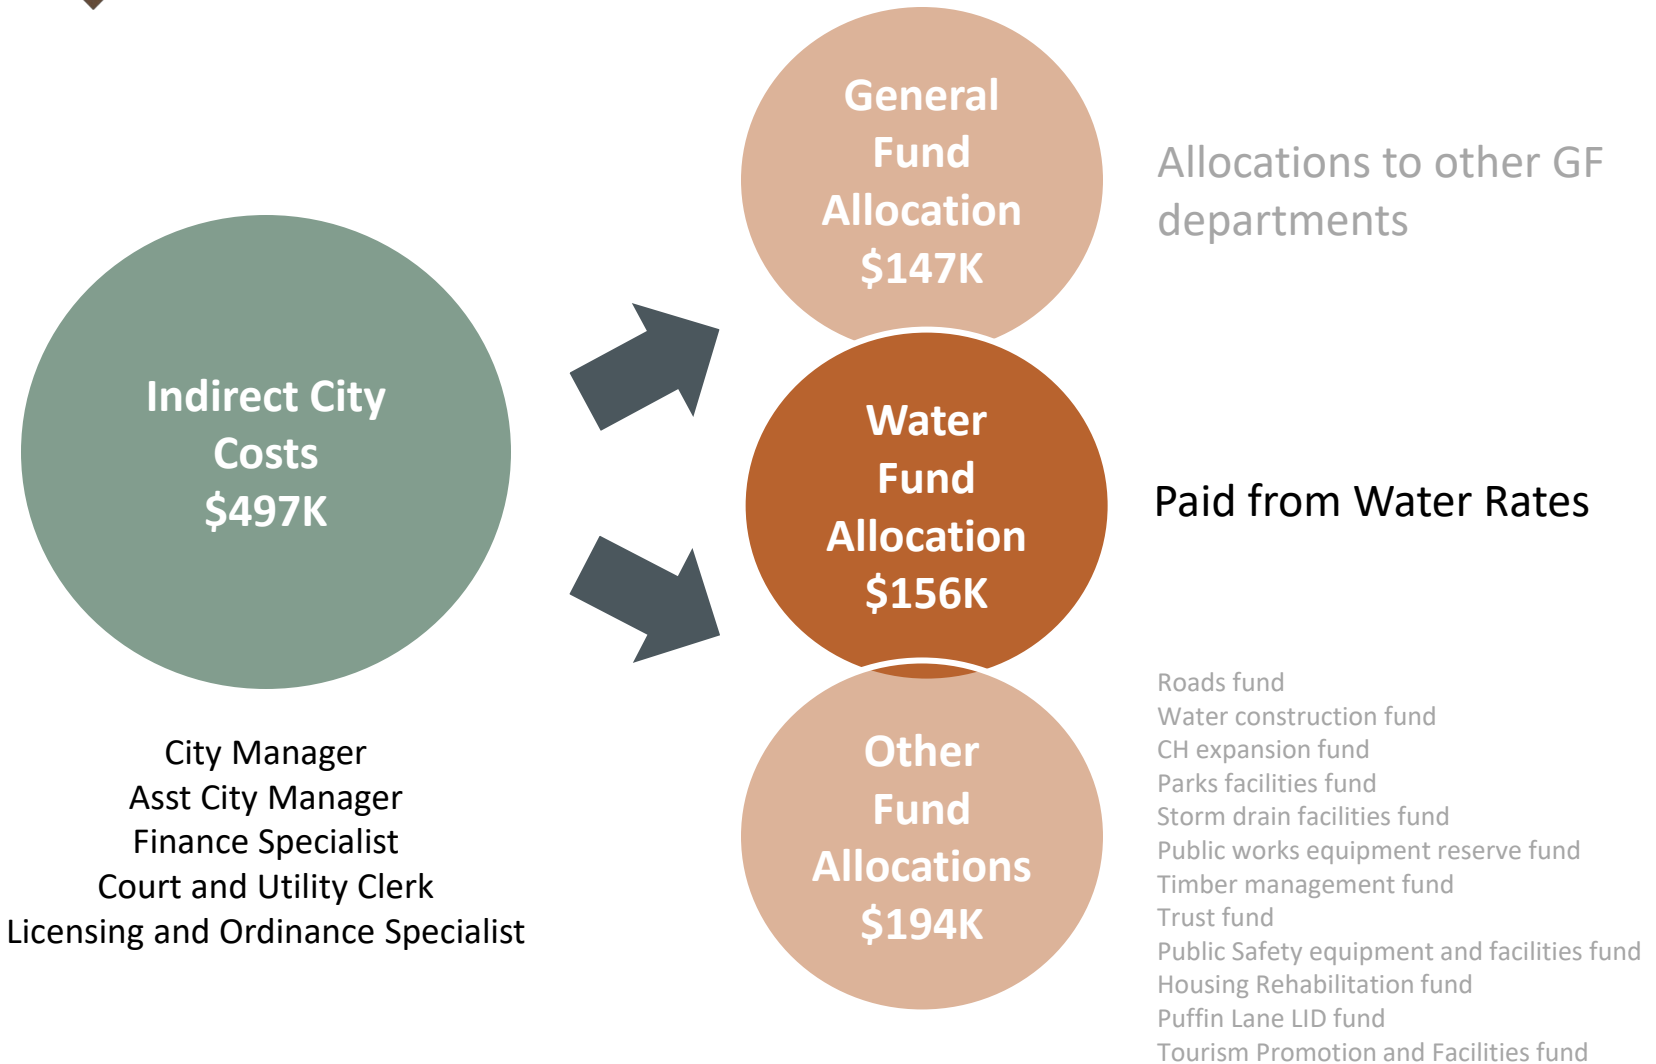 Indirect City
Costs
$497K
City Manager
Asst City Manager
Finance Specialist
Court and Utility Clerk
Licensing and Ordinance Specialist
General
Fund
Allocation
$147K
Allocations to other GF
departments
Water
Fund
Allocation
$156K
Paid from Water Rates
Other
Fund
Allocations
$194K
Roads fund
Water construction fund
CH expansion fund
Parks facilities fund
Storm drain facilities fund
Public works equipment reserve fund
Timber management fund
Trust fund
Public Safety equipment and facilities fund
Housing Rehabilitation fund
Puffin Lane LID fund
Tourism Promotion and Facilities fund